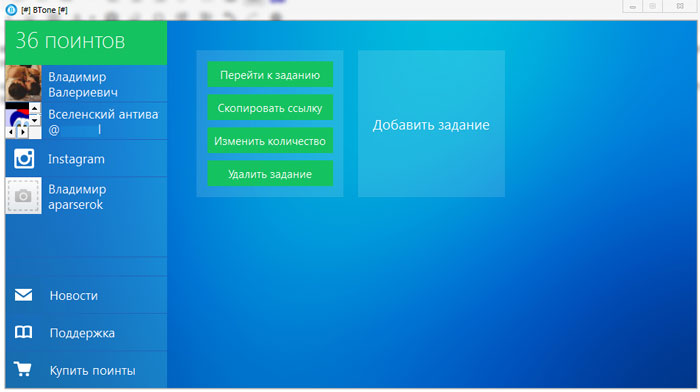 [#] BTone [#]
36 поинтов
Владимир
Валериевич
Вселенский антива
@ l
Instagram
Владимир
aparserok
Новости
Поддержка
Купить поинты
Перейти к заданию
Скопировать ссылку
Изменить количество
Удалить задание
Добавить задание